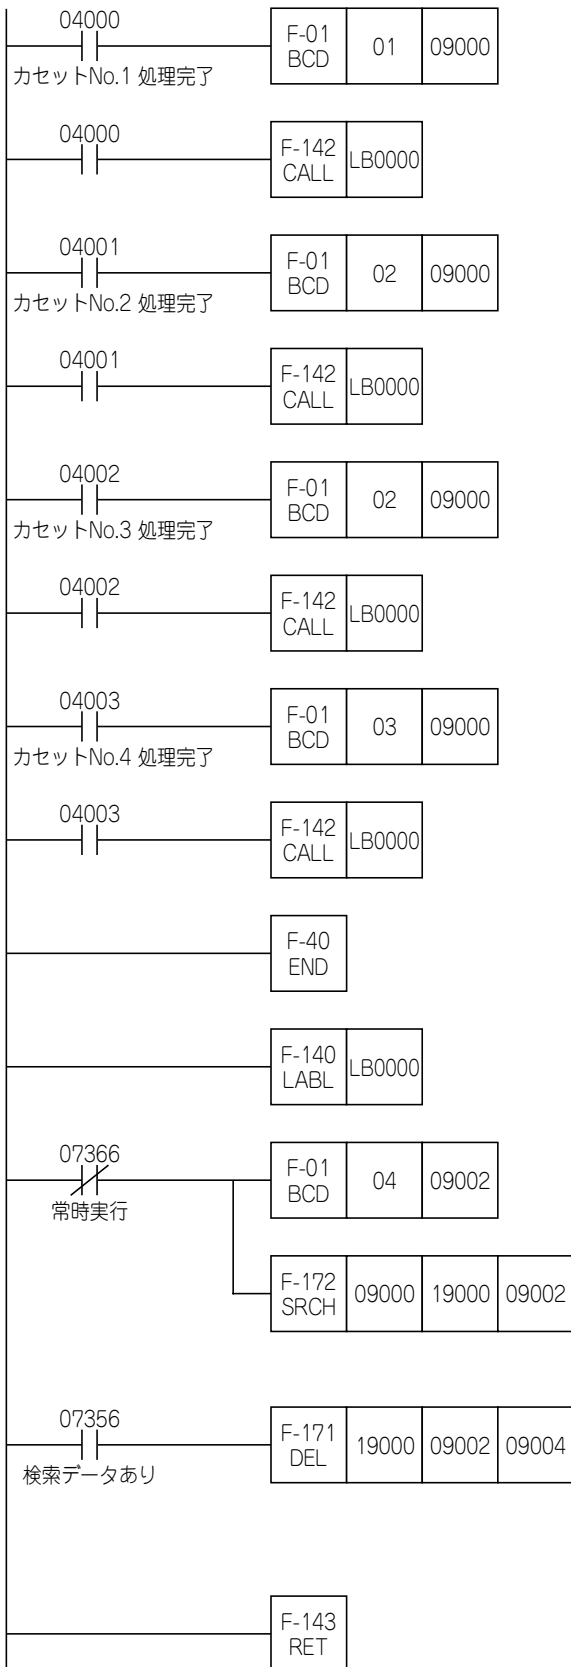 04000
F-01 01 09000
BCD
カセットNo.1 処理完了
04000
F-142 LB0000
CALL
04001
F-01 02 09000
BCD
カセットNo.2 処理完了
04001
F-142 LB0000
CALL
04002
F-01 02 09000
BCD
カセットNo.3 処理完了
04002
F-142 LB0000
CALL
04003
F-01 03 09000
BCD
カセットNo.4 処理完了
04003
F-142 LB0000
CALL
F-40
END
F-140 LB0000
LABL
07366
F-01 04 09002
BCD
常時実行
F-172 09000 19000 09002
SRCH
07356
F-171 19000 09002 09004
DEL
検索データあり
F-143
RET